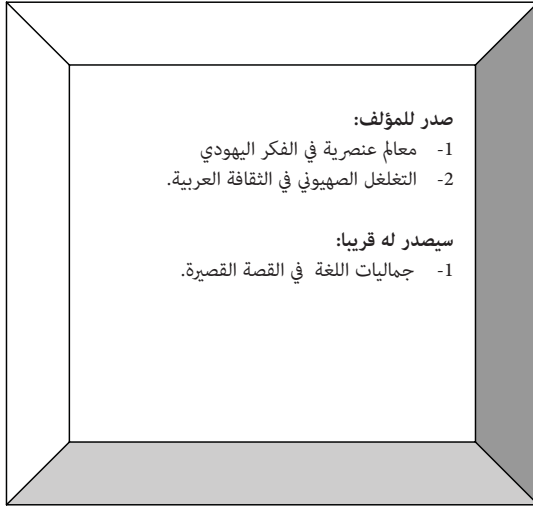 صدر للمؤلف:
1- معالم عنصرية في الفكر اليهودي
2- التغلغل الصهيوني في الثقافة العربية.
سيصدر له قريبا:
1- جماليات اللغة في القصة القصيرة.